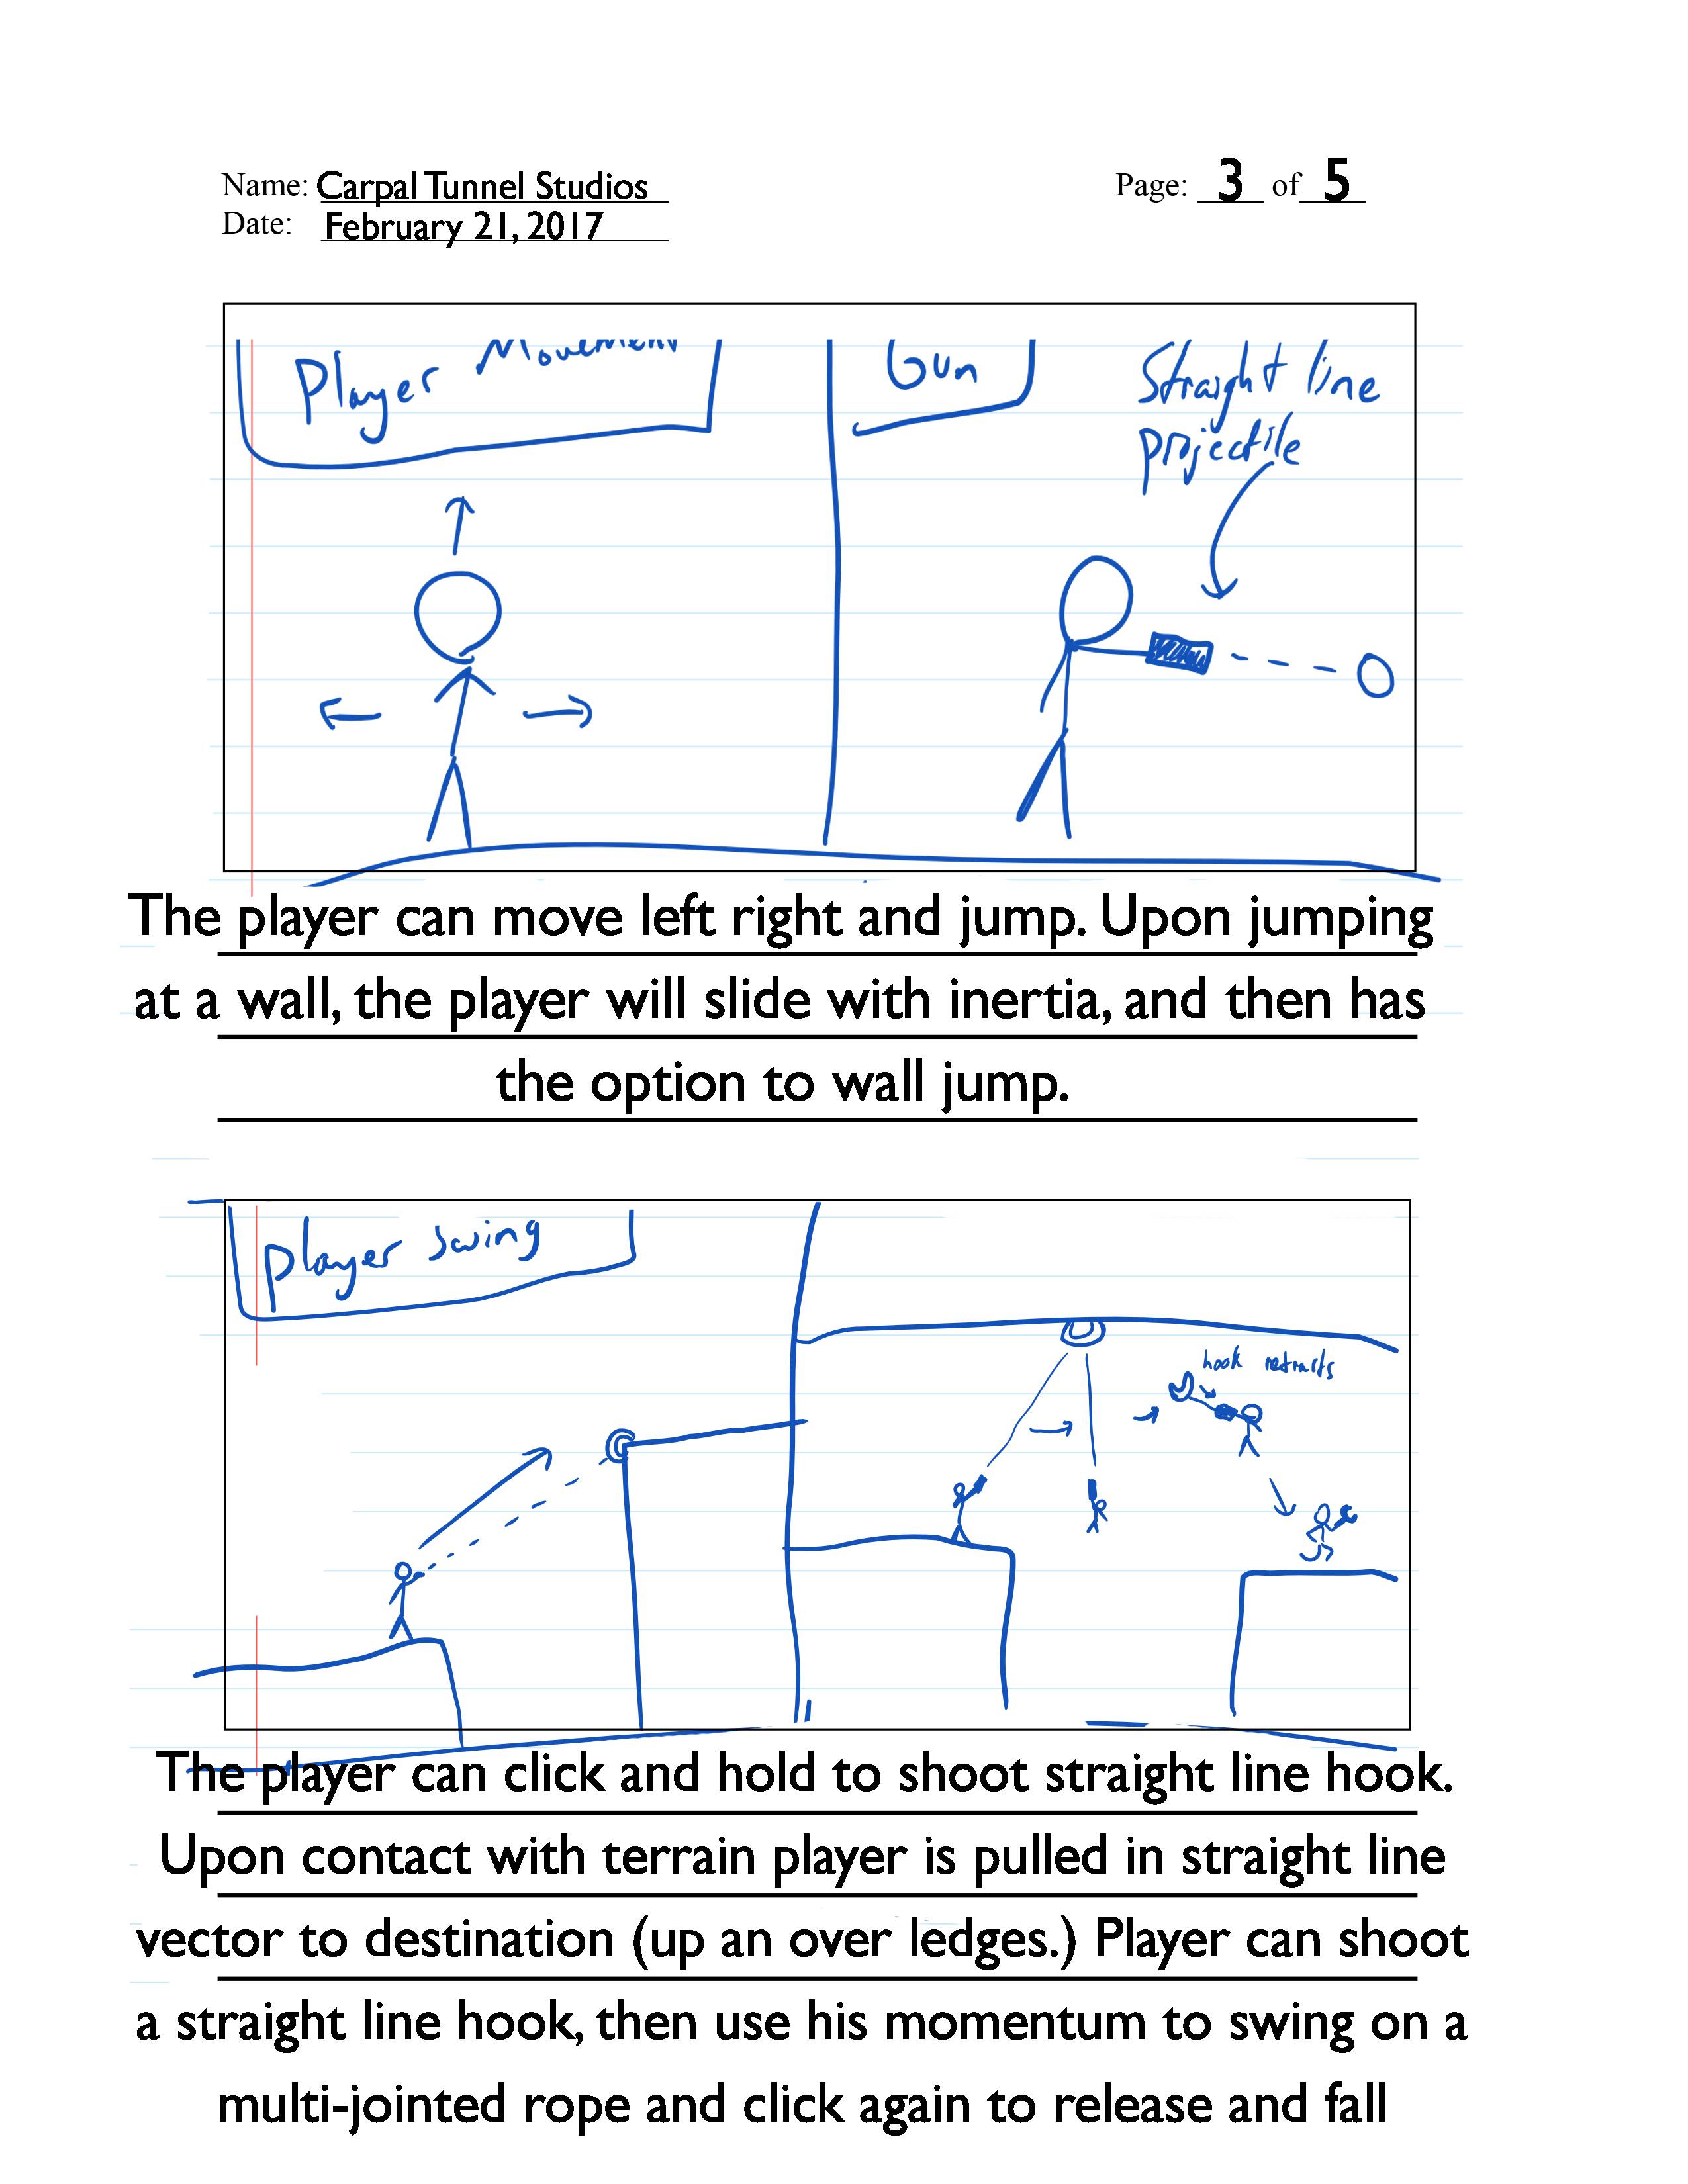 Name: Carpal Tunnel Studios
Page: 3 of 5
Date: February 21, 2017
Player Movement
Gun
Straight line
projectile
The player can move left right and jump. Upon jumping
at a wall, the player will slide with inertia, and then has
the option to wall jump.
player swing
hook retracts
The player can click and hold to shoot straight line hook.
Upon contact with terrain player is pulled in straight line
vector to destination (up an over ledges.) Player can shoot
a straight line hook, then use his momentum to swing on a
multi-jointed rope and click again to release and fall